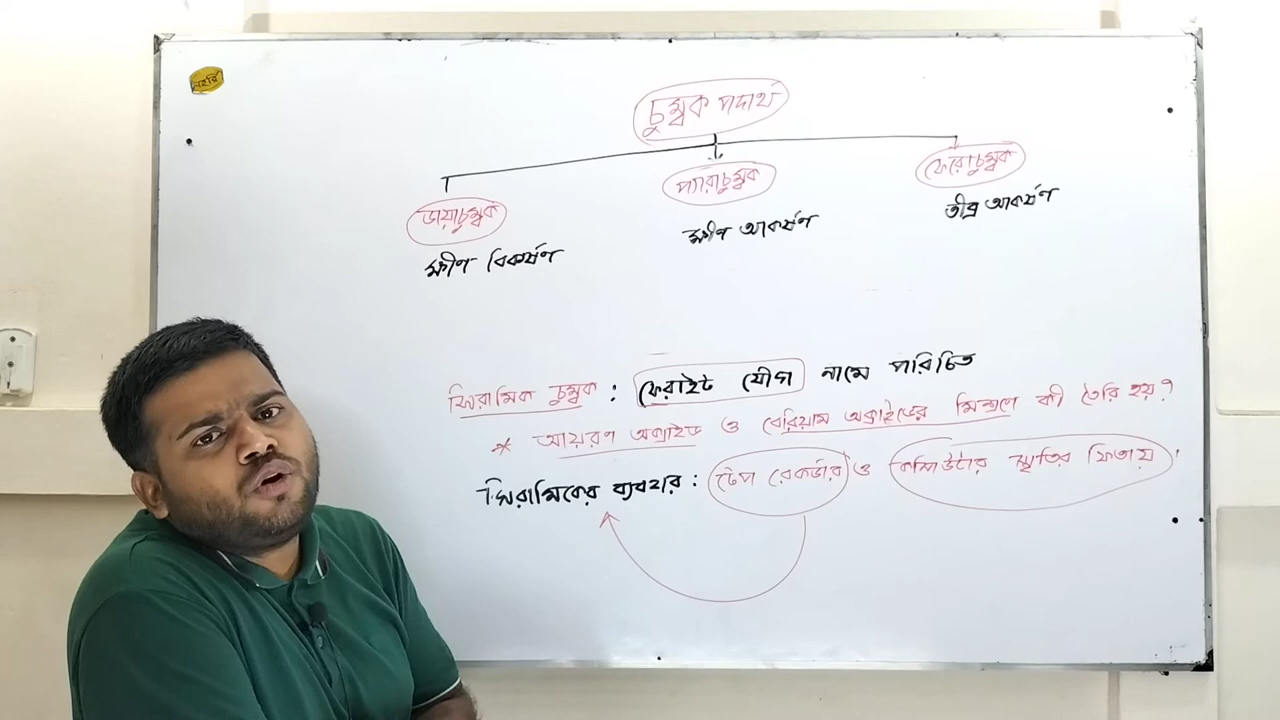 লহরি
চুম্বক পদার্থ
ডায়াচুম্বক
প্যারাচুম্বক
ফেরোচুম্বক
ক্ষীণ বিকর্ষণ
ক্ষীণ আকর্ষণ
তীব্র আকর্ষণ
সিরামিক চুম্বক : ফেরাইট যৌগ নামে পরিচিত
* আয়রণ অক্সাইড ও বেরিয়াম অক্সাইডের মিশ্রণে কী তৈরি হয়?
সিরামিকের ব্যবহার : টেপ রেকর্ডার ও কম্পিউটার স্মৃতির ফিতায়।